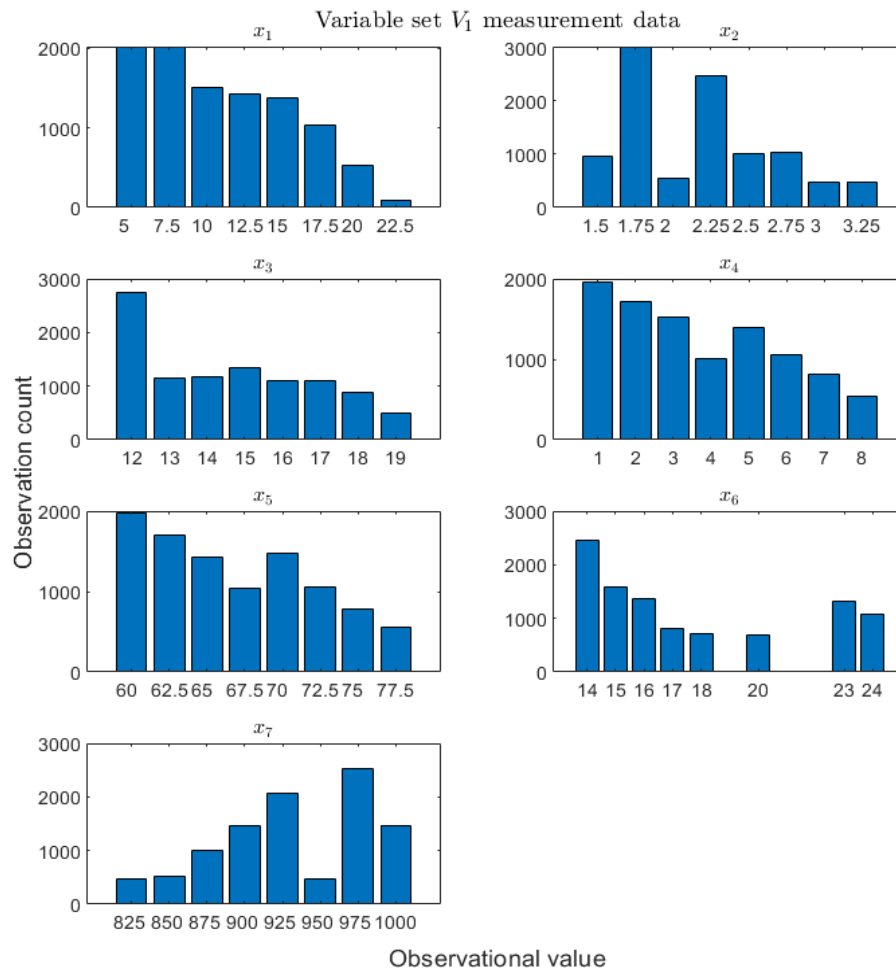 Variable set V₁ measurement data
x₁
x₂
2000
1000
0
5 7.5 10 12.5 15 17.5 20 22.5
3000
2000
1000
0
1.5 1.75 2 2.25 2.5 2.75 3 3.25
x₃
x₄
3000
2000
1000
0
12 13 14 15 16 17 18 19
2000
1000
0
1 2 3 4 5 6 7 8
Observation count
x₅
x₆
2000
1000
0
60 62.5 65 67.5 70 72.5 75 77.5
3000
2000
1000
0
14 15 16 17 18 20 23 24
x₇
3000
2000
1000
0
825 850 875 900 925 950 975 1000
Observational value